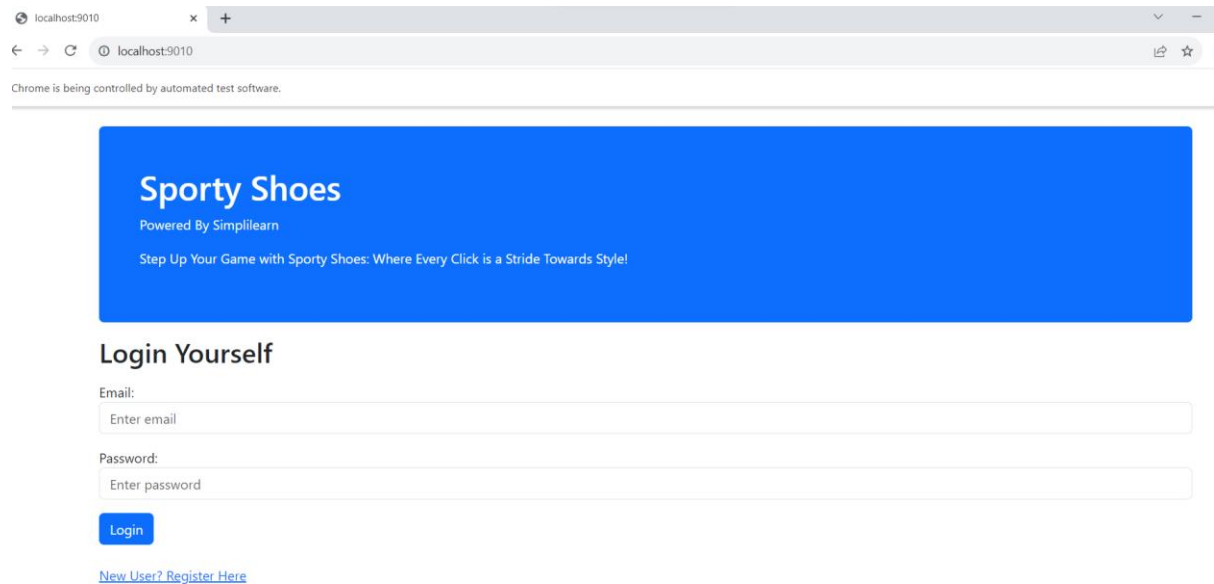 localhost:9010
localhost:9010
Chrome is being controlled by automated test software.
Sporty Shoes
Powered By Simplilearn
Step Up Your Game with Sporty Shoes: Where Every Click is a Stride Towards Style!
Login Yourself
Email:
Enter email
Password:
Enter password
Login
New User? Register Here